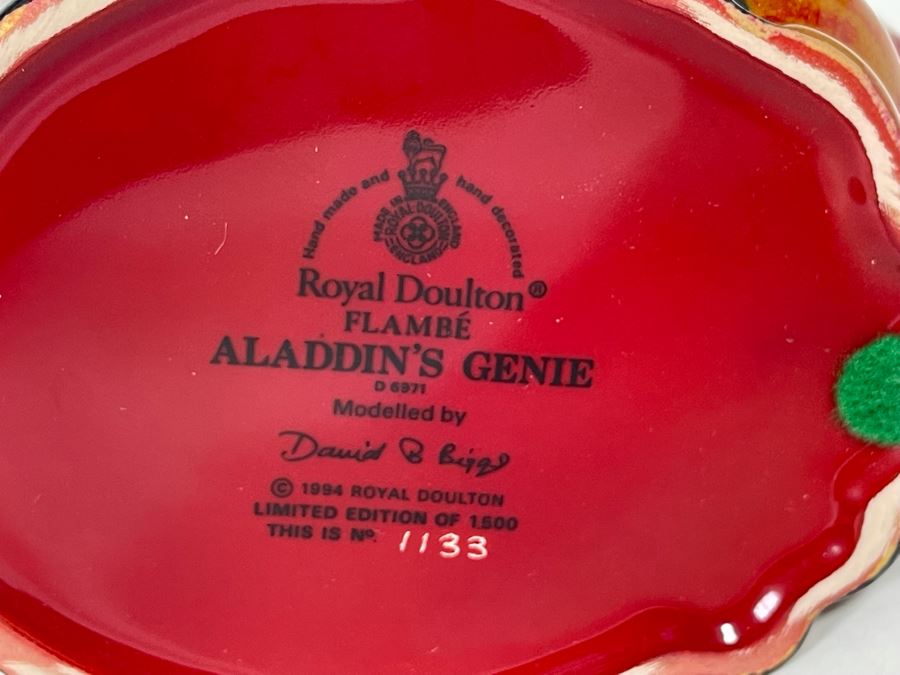 Hand made and hand decorated
MADE IN ENGLAND
ROYAL DOULTON
ENGLAND
Royal Doulton®
FLAMBÉ
ALADDIN'S GENIE
D 6971
Modelled by
David B Biggs
© 1994 ROYAL DOULTON
LIMITED EDITION OF 1,500
THIS IS Nº. 1133